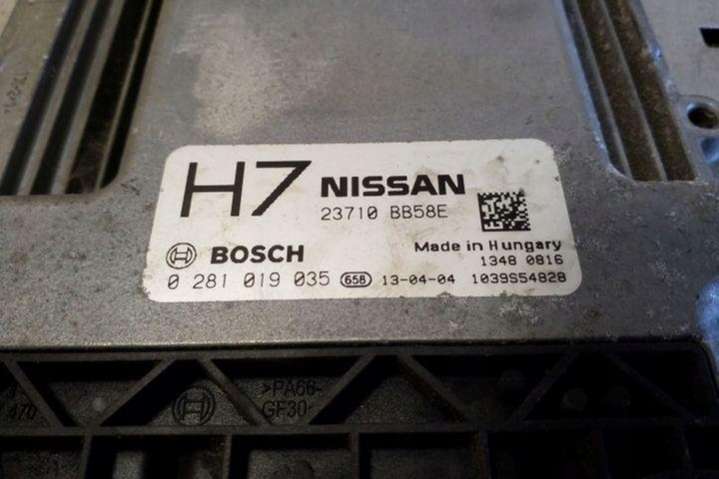 H7 NISSAN
23710 BB58E
BOSCH
Made in Hungary
1348 0816
0 281 019 035 658 13-04-04 1039S54828
>PA66-
GF30
470